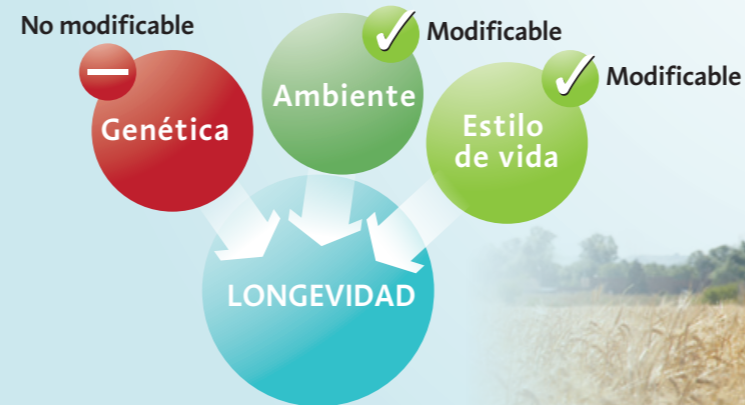 No modificable
Genética
Ambiente
Modificable
Estilo
de vida
Modificable
LONGEVIDAD